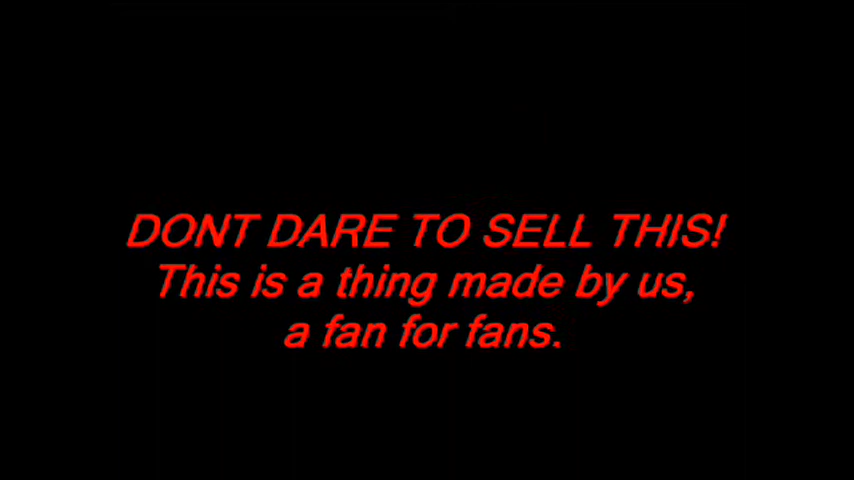 DONT DARE TO SELL THIS!
This is a thing made by us,
a fan for fans.